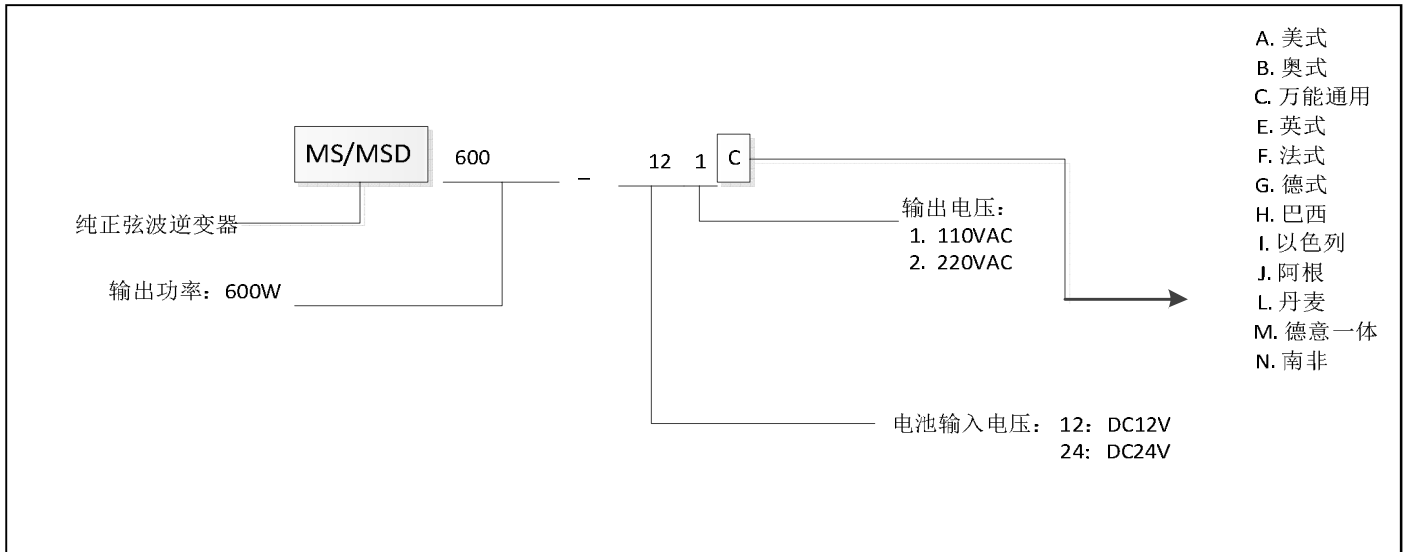 MS/MSD 600 – 12 1 C
纯正弦波逆变器
输出功率：600W
输出电压：
1. 110VAC
2. 220VAC
电池输入电压：12：DC12V
24：DC24V
A. 美式
B. 奥式
C. 万能通用
E. 英式
F. 法式
G. 德式
H. 巴西
I. 以色列
J. 阿根
L. 丹麦
M. 德意一体
N. 南非